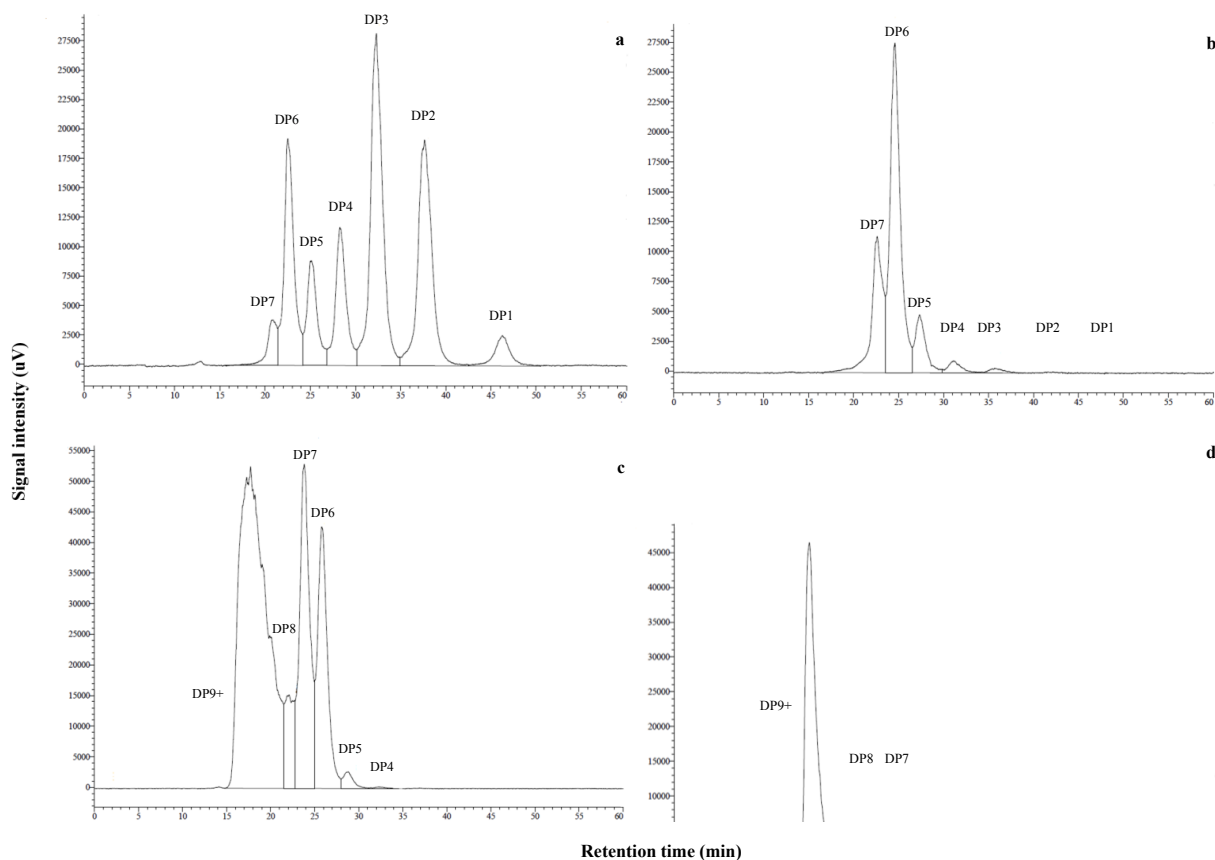 Signal intensity (uV)
a
27500
25000
22500
20000
17500
15000
12500
10000
7500
5000
2500
0
DP7
DP6
DP5
DP4
DP3
DP2
DP1
0 5 10 15 20 25 30 35 40 45 50 55 60
b
27500
25000
22500
20000
17500
15000
12500
10000
7500
5000
2500
0
DP7
DP6
DP5
DP4
DP3
DP2
DP1
0 5 10 15 20 25 30 35 40 45 50 55 60
c
55000
50000
45000
40000
35000
30000
25000
20000
15000
10000
5000
0
DP9+
DP8
DP7
DP6
DP5
DP4
0 5 10 15 20 25 30 35 40 45 50 55 60
d
45000
40000
35000
30000
25000
20000
15000
10000
DP9+
DP8 DP7
Retention time (min)